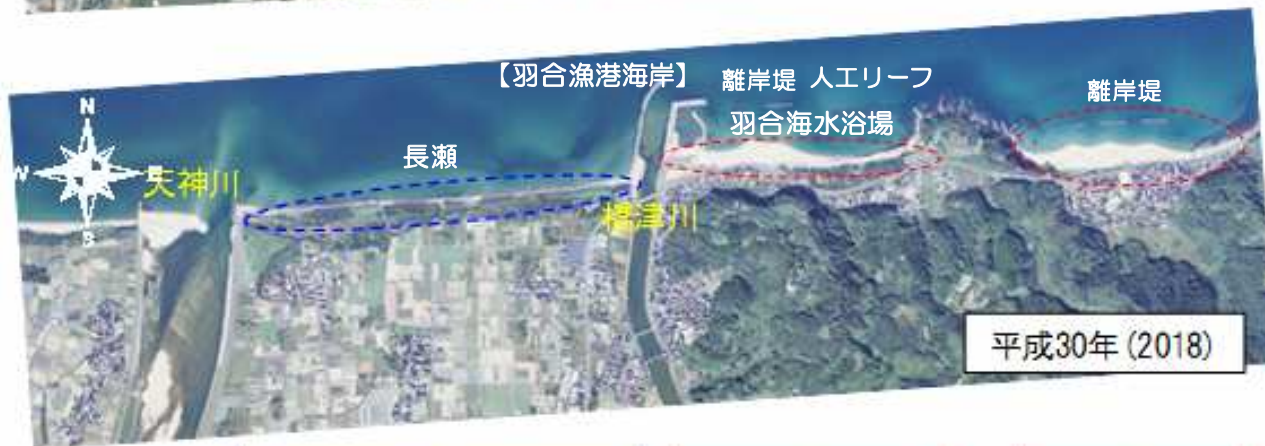 【羽合漁港海岸】
離岸堤 人工リーフ
離岸堤
羽合海水浴場
長瀬
N
W
S
天神川
橋津川
平成30年 (2018)